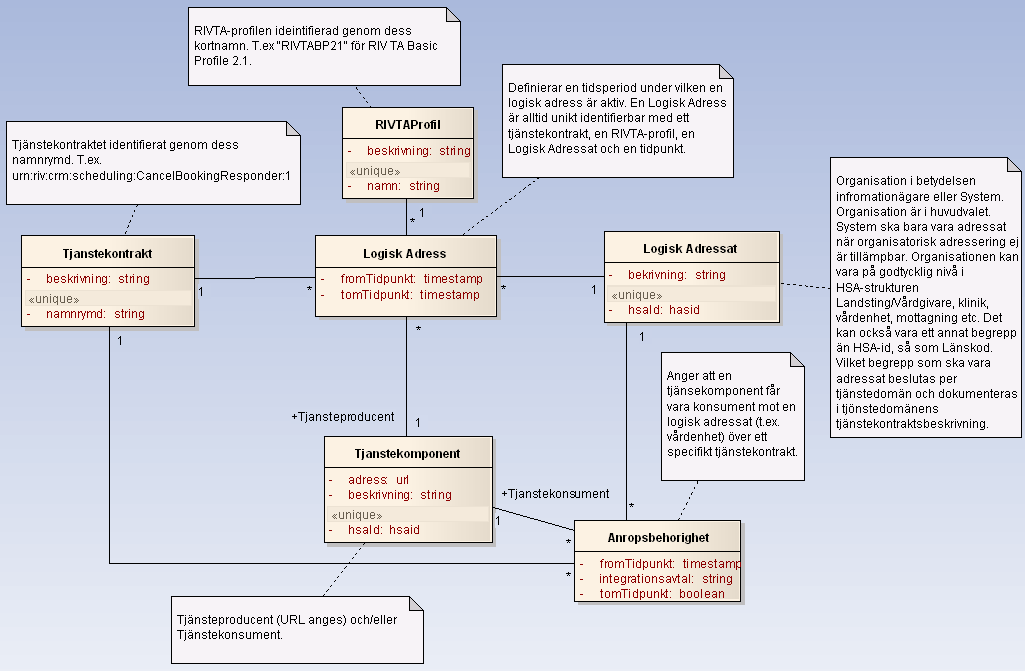 RIVTA-profilen ideintifierad genom dess
kortnamn. T.ex "RIVTABP21" för RIV TA Basic
Profile 2.1.
Definierar en tidsperiod under vilken en
logisk adress är aktiv. En Logisk Adress
är alltid unikt identifierbar med ett
tjänstekontrakt, en RIVTA-profil, en
Logisk Adressat och en tidpunkt.
Tjänstekontraktet identifierat genom dess
namnrymd. T.ex.
urn:riv:crm:scheduling:CancelBookingResponder:1
RIVTAProfil
- beskrivning: string
«unique»
- namn: string
1
*
Organisation i betydelsen
infromationägare eller System.
Organisation är i huvudvalet.
System ska bara vara adressat
när organisatorisk adressering ej
är tillämpbar. Organisationen kan
vara på godtycklig nivå i
HSA-strukturen
Landsting/Vårdgivare, klinik,
vårdenhet, mottagning etc. Det
kan också vara ett annat begrepp
än HSA-id, så som Länskod.
Vilket begrepp som ska vara
adressat beslutas per
tjänstedomän och dokumenteras
i tjönstedomänens
tjänstekontraktsbeskrivning.
Tjanstekontrakt
- beskrivning: string
«unique»
- namnrymd: string
1
*
1
Logisk Adress
- fromTidpunkt: timestamp
- tomTidpunkt: timestamp
*
1
*
Logisk Adressat
- bekrivning: string
«unique»
- hsaId: hasid
1
Anger att en
tjänsekomponent får
vara konsument mot en
logisk adressat (t.ex.
vårdenhet) över ett
specifikt tjänstekontrakt.
+Tjansteproducent
1
Tjanstekomponent
- adress: url
- beskrivning: string
«unique»
- hsaId: hsaid
+Tjanstekonsument
1
*
*
*
Anropsbehorighet
- fromTidpunkt: timestamp
- integrationsavtal: string
- tomTidpunkt: boolean
Tjänsteproducent (URL anges) och/eller
Tjänstekonsument.